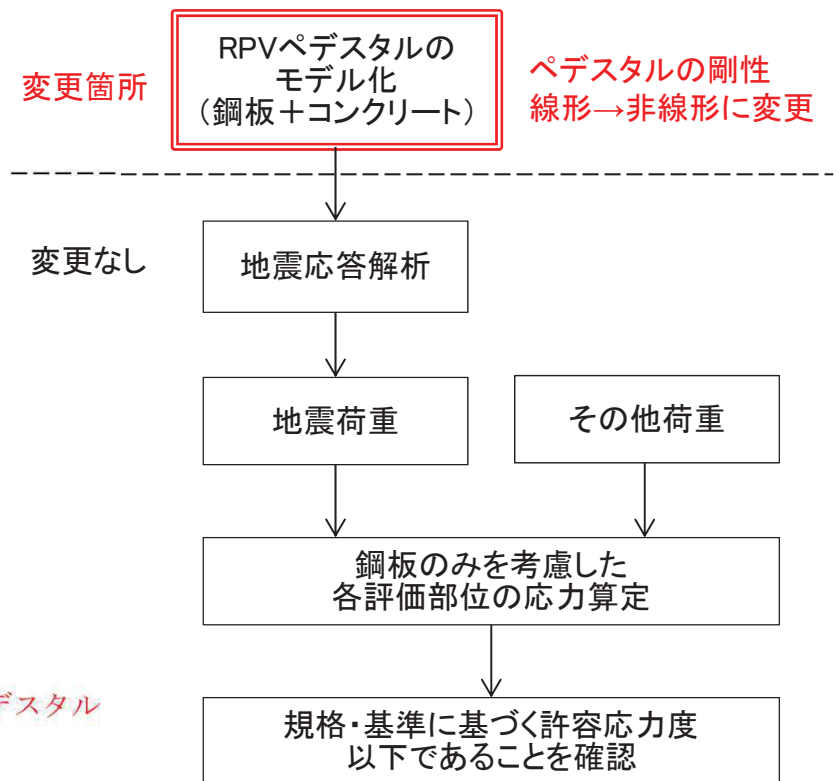 RPVペデスタルの
モデル化
(鋼板+コンクリート)
変更箇所
ペデスタルの剛性
線形→非線形に変更
変更なし
地震応答解析
地震荷重
その他荷重
鋼板のみを考慮した
各評価部位の応力算定
デスタル
規格・基準に基づく許容応力度
以下であることを確認